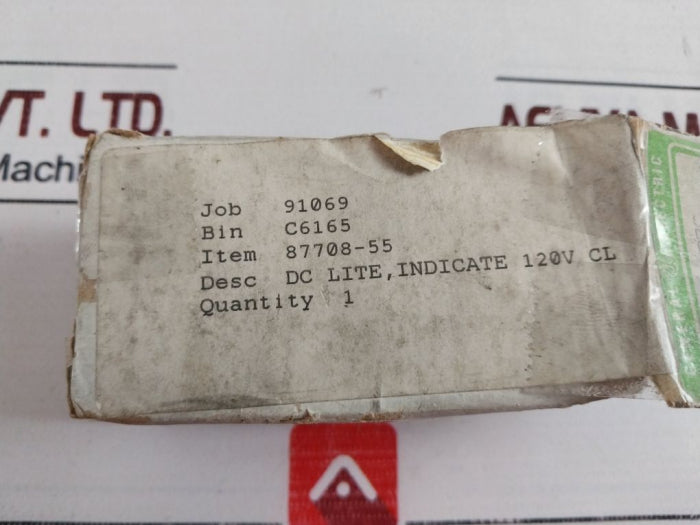 VT. LTD.
Machi
Job 91069
Bin C6165
Item 87708-55
Desc DC LITE,INDICATE 120V CL
Quantity 1